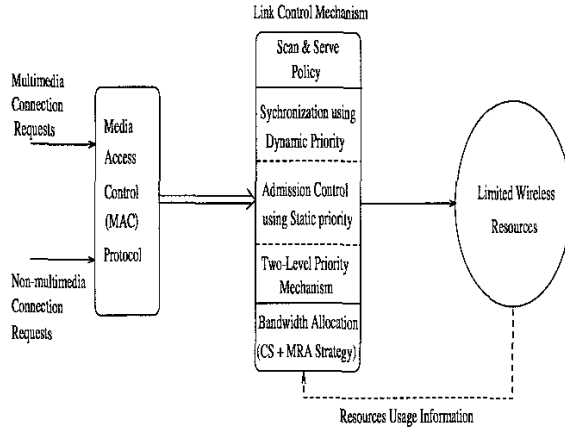 Link Control Mechanism
Scan & Serve
Policy
Multimedia
Connection
Requests
Sychronization using
Dynamic Priority
Media
Access
Control
(MAC)
Protocol
Admission Control
using Static priority
Limited Wireless
Resources
Two-Level Priority
Mechanism
Non-multimedia
Connection
Requests
Bandwidth Allocation
(CS + MRA Strategy)
Resources Usage Information